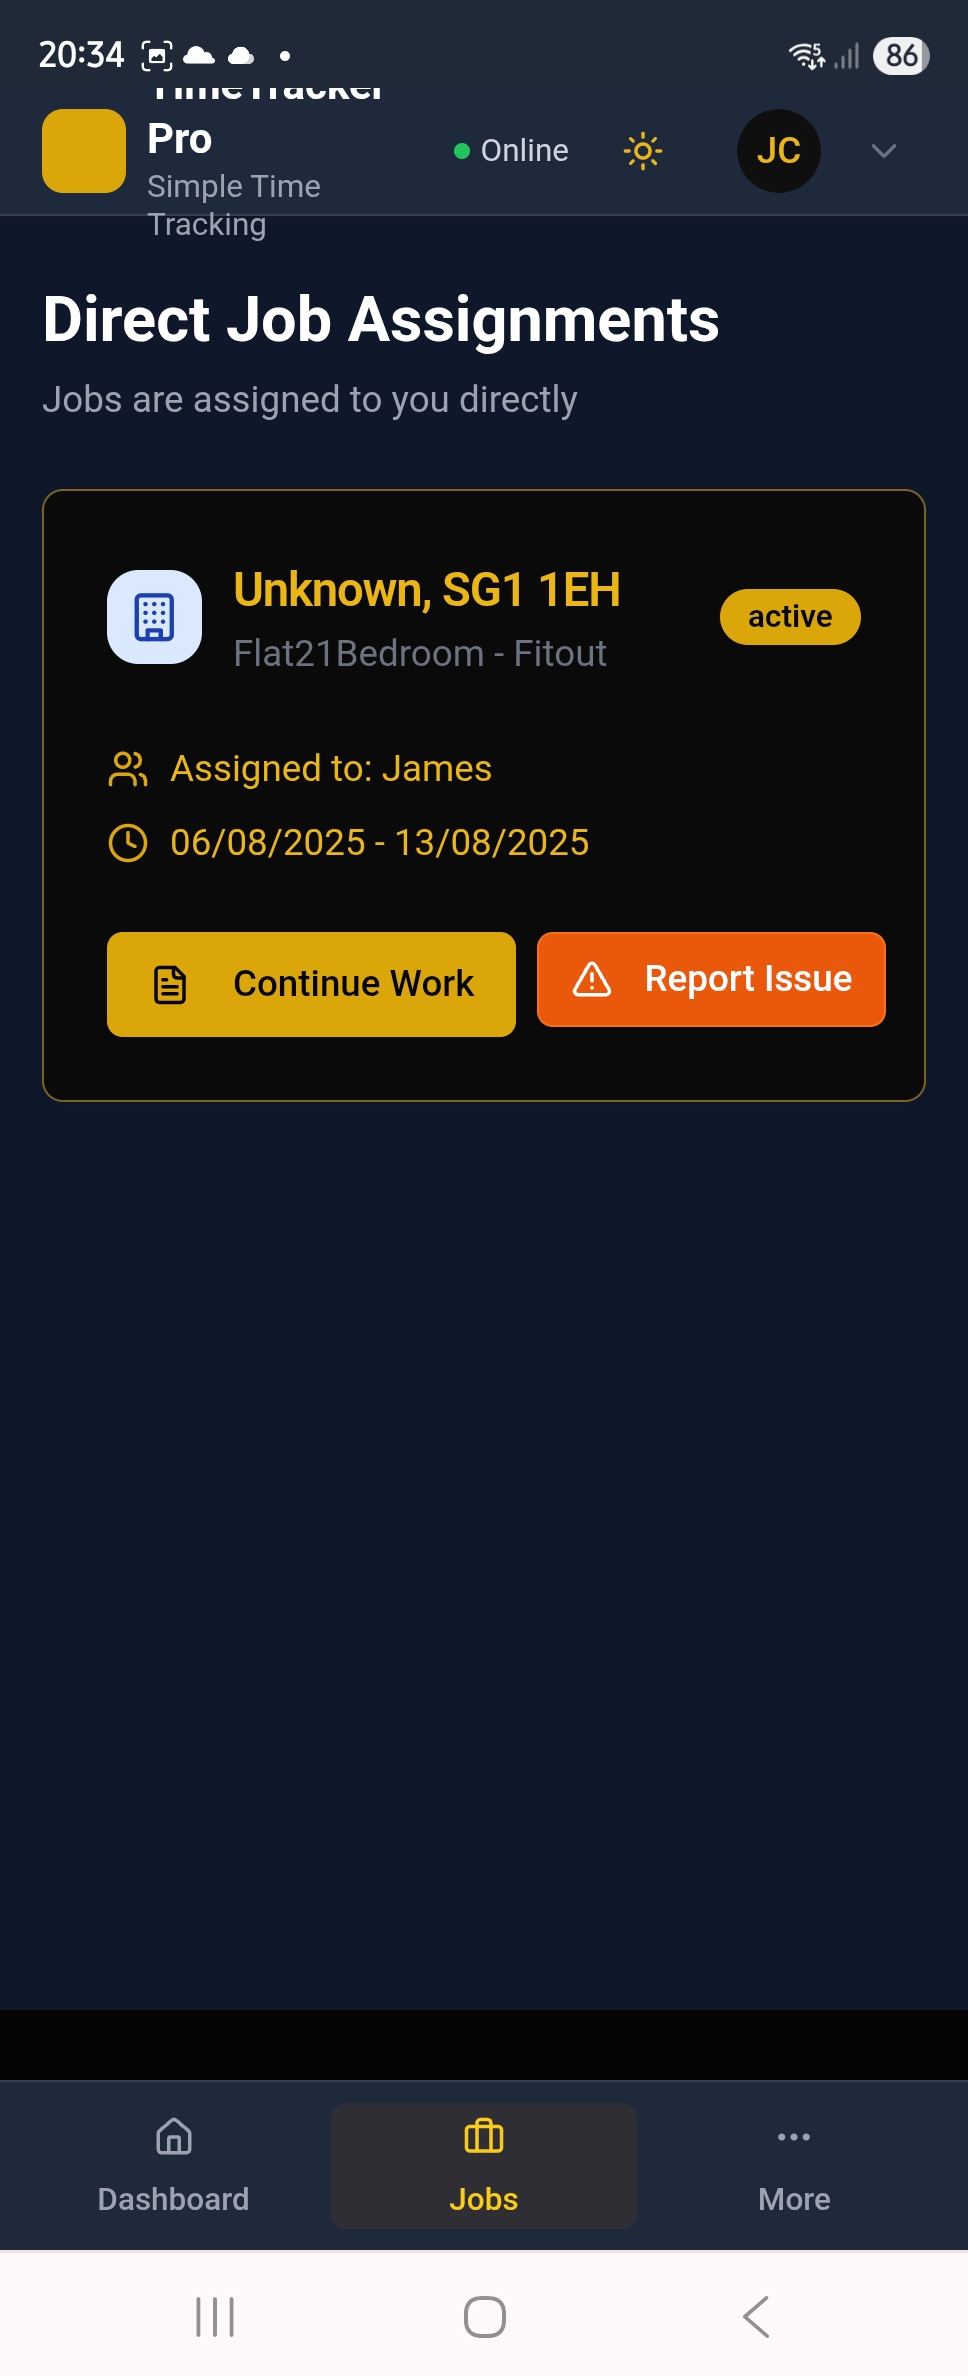 20:34
5
86
TimeTracker
Pro
Simple Time
Tracking
Online
JC
Direct Job Assignments
Jobs are assigned to you directly
Unknown, SG1 1EH
Flat21Bedroom - Fitout
active
Assigned to: James
06/08/2025 - 13/08/2025
Continue Work
Report Issue
Dashboard
Jobs
More